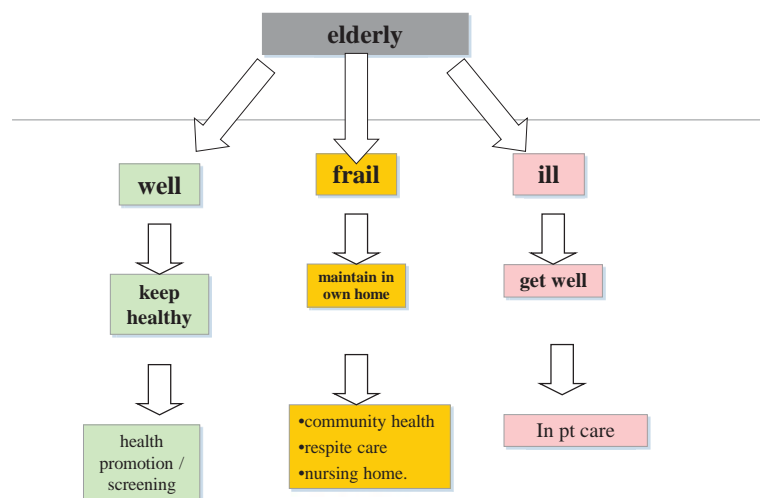 elderly
well
frail
ill
keep
healthy
maintain in
own home
get well
health
promotion /
screening
•community health
•respite care
•nursing home.
In pt care